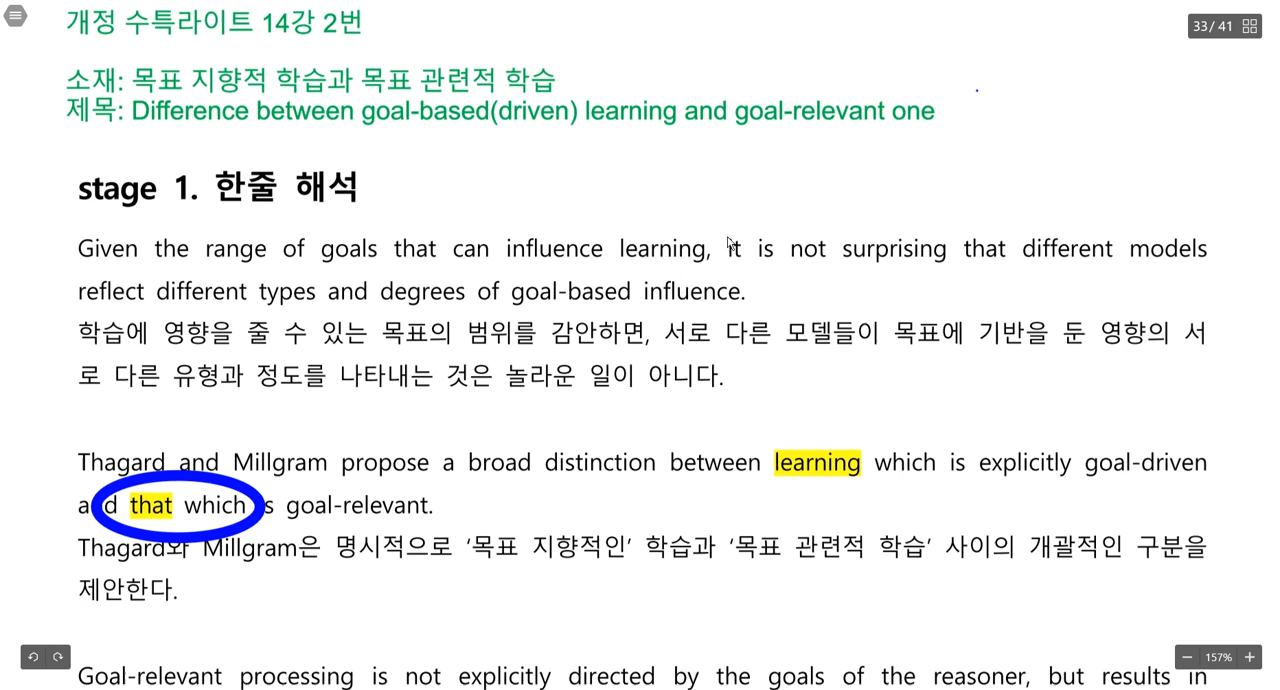 33/ 41
개정 수특라이트 14강 2번
소재: 목표 지향적 학습과 목표 관련적 학습
제목: Difference between goal-based(driven) learning and goal-relevant one
stage 1. 한줄 해석
Given the range of goals that can influence learning, it is not surprising that different models
reflect different types and degrees of goal-based influence.
학습에 영향을 줄 수 있는 목표의 범위를 감안하면, 서로 다른 모델들이 목표에 기반을 둔 영향의 서
로 다른 유형과 정도를 나타내는 것은 놀라운 일이 아니다.
Thagard and Millgram propose a broad distinction between learning which is explicitly goal-driven
and that which is goal-relevant.
Thagard와 Millgram은 명시적으로 ‘목표 지향적인’ 학습과 ‘목표 관련적 학습’ 사이의 개괄적인 구분을
제안한다.
Goal-relevant processing is not explicitly directed by the goals of the reasoner, but results in
157%